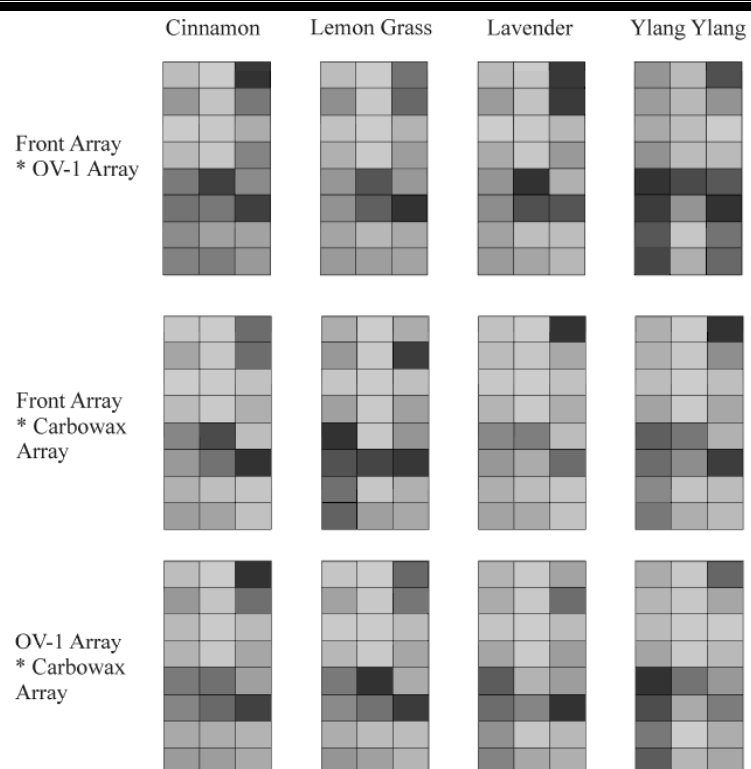 Cinnamon Lemon Grass Lavender Ylang Ylang
Front Array
* OV-1 Array
Front Array
* Carbowax
Array
OV-1 Array
* Carbowax
Array